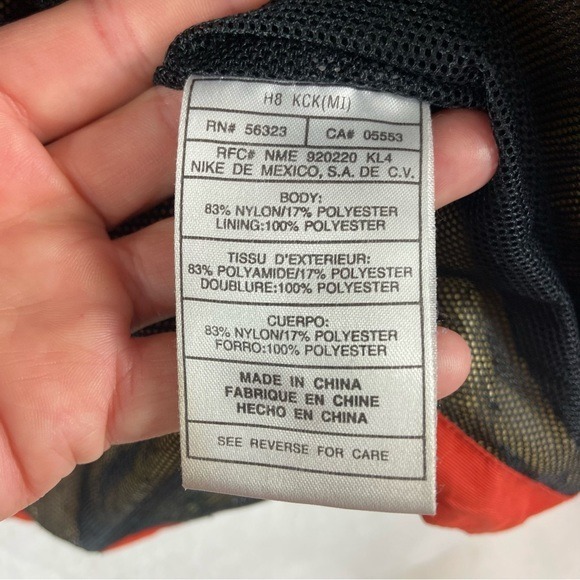 H8 KCK(MI)
RN# 56323 CA# 05553
RFC# NME 920220 KL4
NIKE DE MEXICO, S.A. DE C.V.
BODY:
83% NYLON/17% POLYESTER
LINING:100% POLYESTER
TISSU D'EXTERIEUR:
83% POLYAMIDE/17% POLYESTER
DOUBLURE:100% POLYESTER
CUERPO:
83% NYLON/17% POLYESTER
FORRO:100% POLYESTER
MADE IN CHINA
FABRIQUE EN CHINE
HECHO EN CHINA
SEE REVERSE FOR CARE